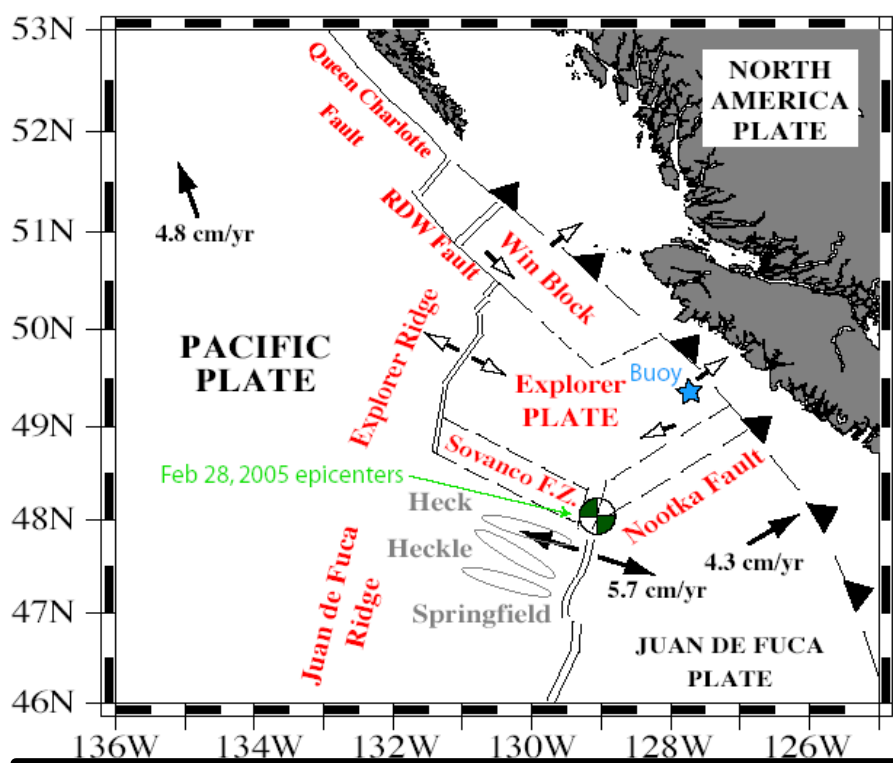 53N
52N
51N
50N
49N
48N
47N
46N
136W
134W
132W
130W
128W
126W
Queen Charlotte
Fault
NORTH
AMERICA
PLATE
4.8 cm/yr
RDW Fault
Win Block
Explorer Ridge
PACIFIC
PLATE
Buoy
Explorer
PLATE
Sovanco F.Z.
Feb 28, 2005 epicenters
Nootka Fault
Heck
Heckle
Springfield
Juan de Fuca
Ridge
4.3 cm/yr
5.7 cm/yr
JUAN DE FUCA
PLATE